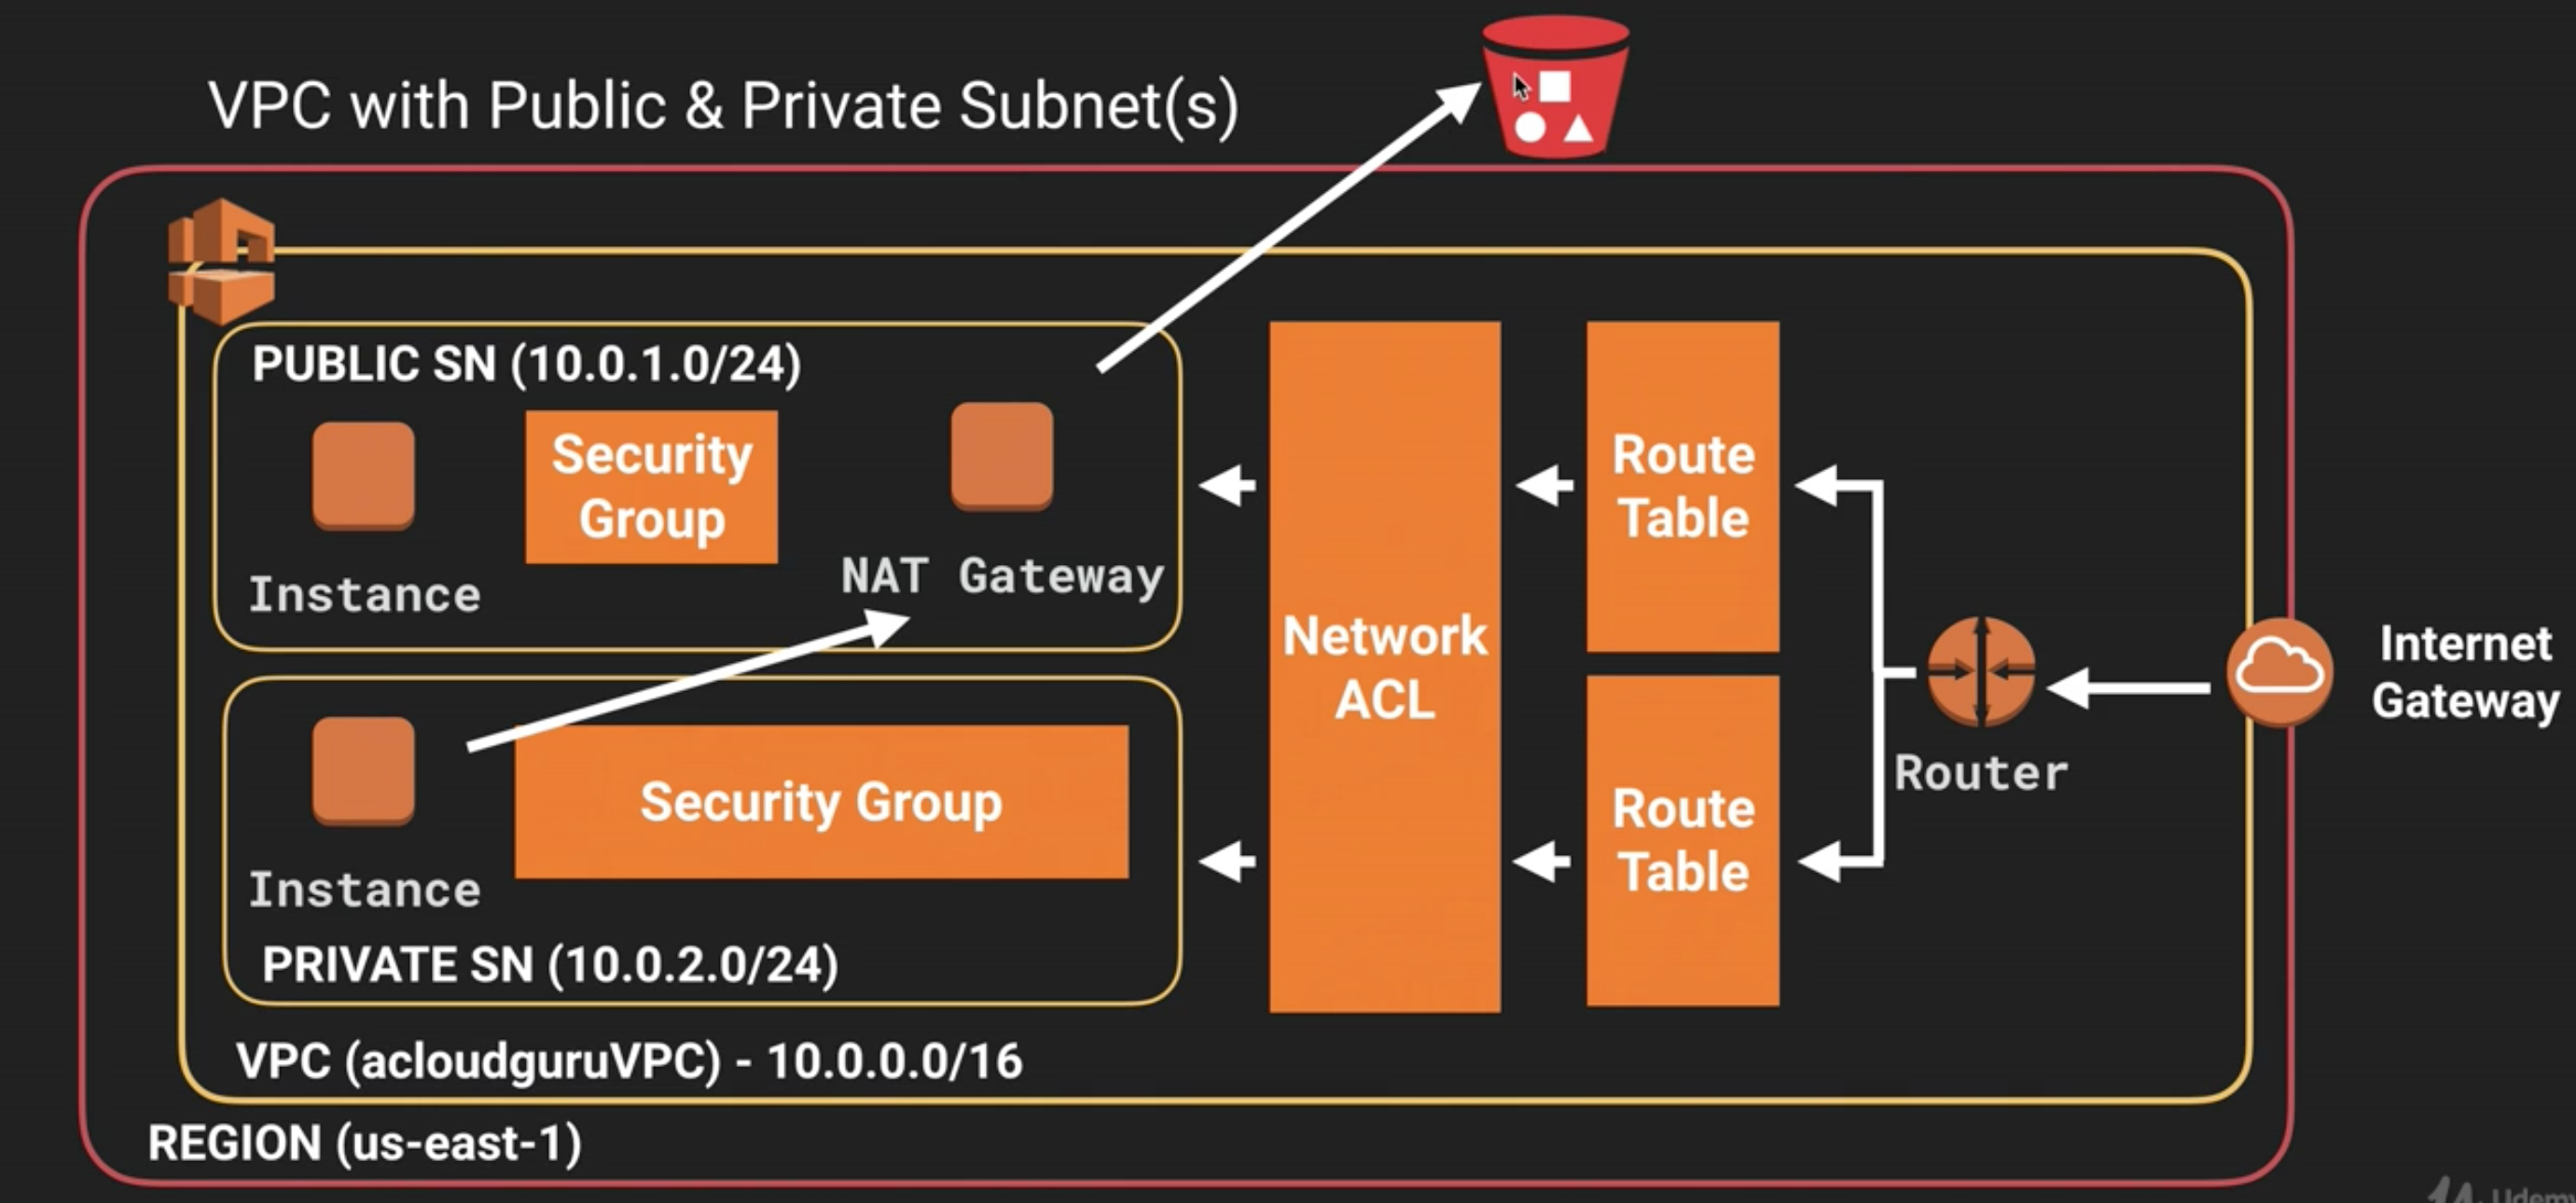 VPC with Public & Private Subnet(s)
PUBLIC SN (10.0.1.0/24)
Instance
Security
Group
NAT Gateway
Instance
Security Group
PRIVATE SN (10.0.2.0/24)
Network
ACL
Route
Table
Route
Table
Router
Internet
Gateway
VPC (acloudguruVPC) - 10.0.0.0/16
REGION (us-east-1)